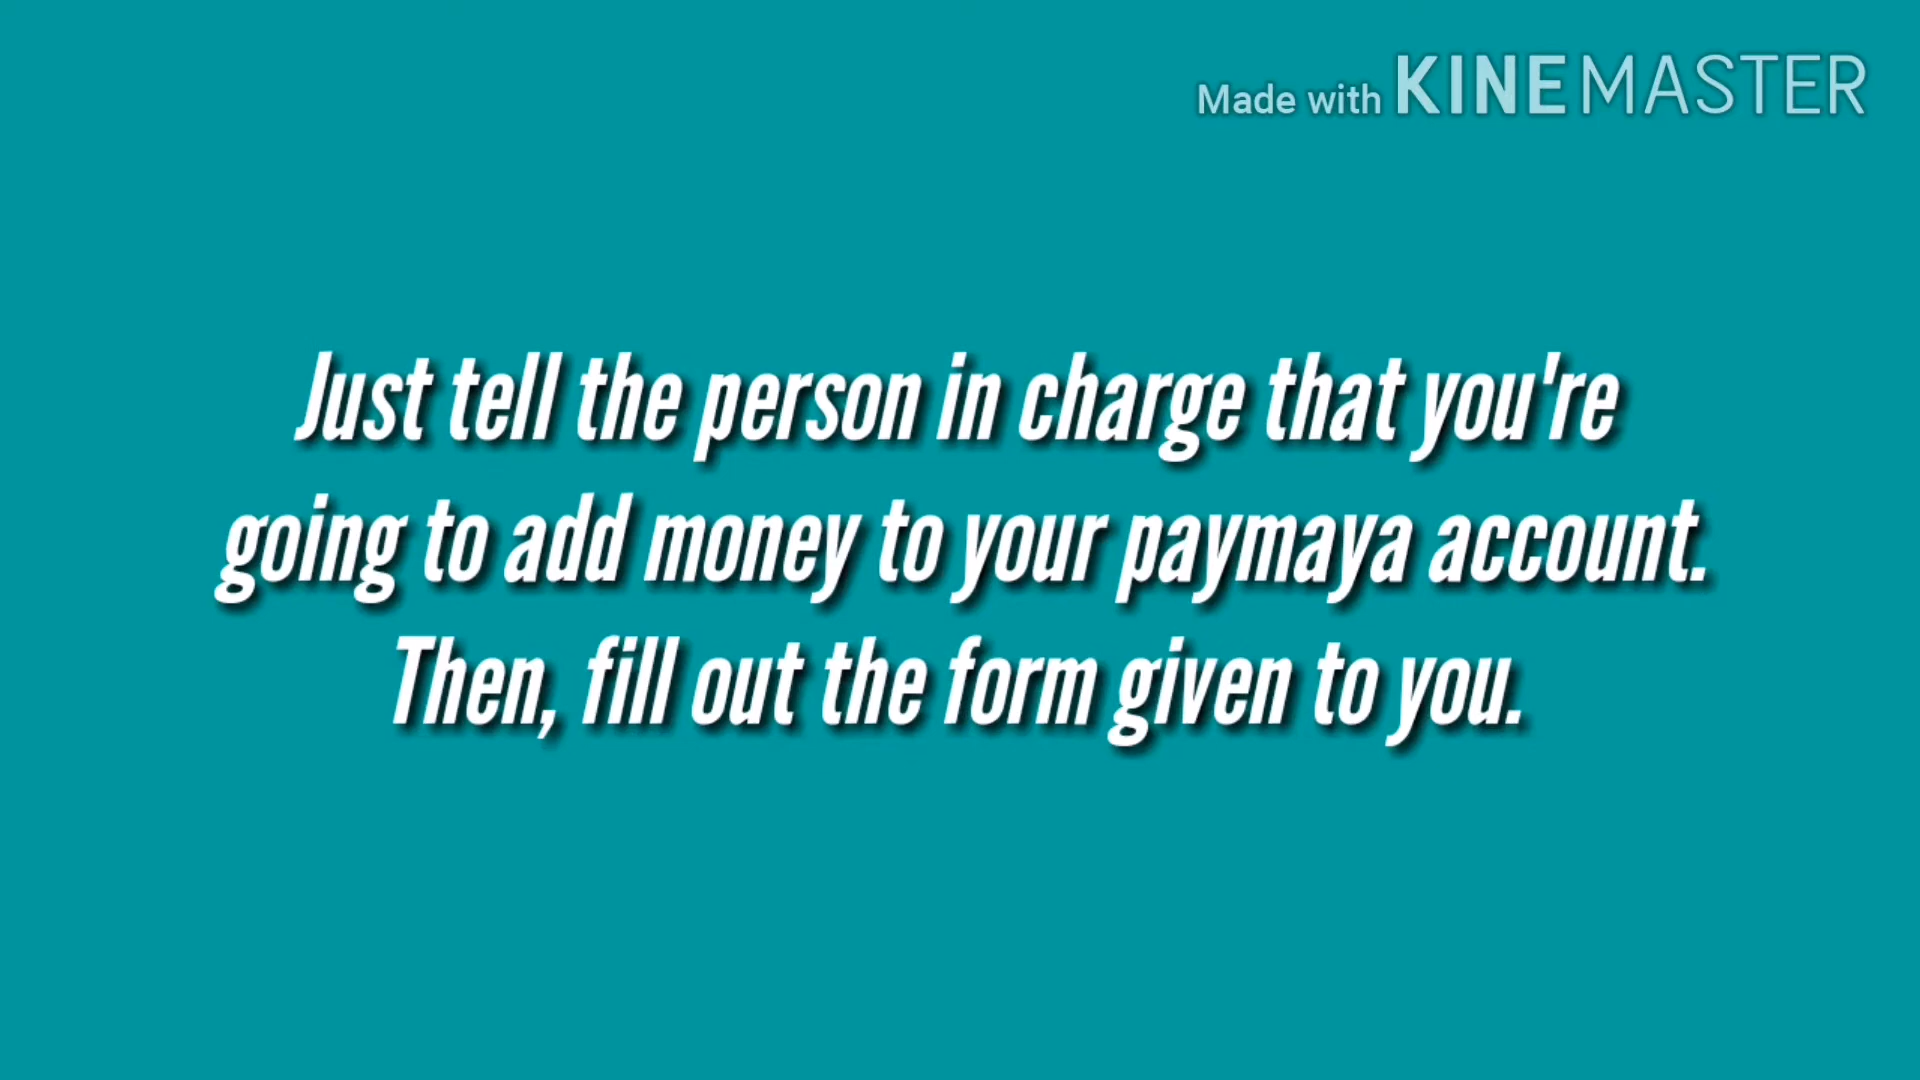 Made with KINEMASTER
Just tell the person in charge that you're
going to add money to your paymaya account.
Then, fill out the form given to you.